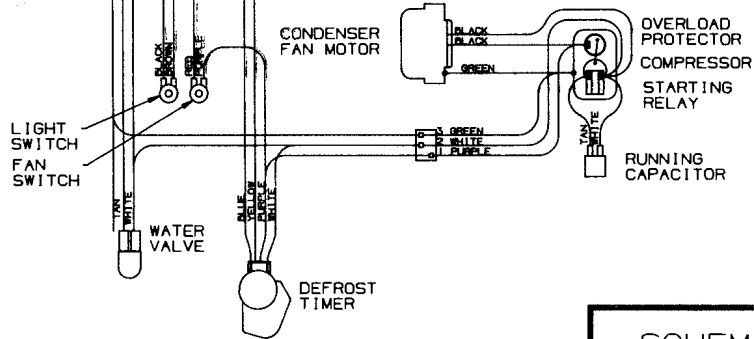 CONDENSER
FAN MOTOR
BLACK
BLACK
GREEN
OVERLOAD
PROTECTOR
COMPRESSOR
STARTING
RELAY
TAN
WHITE
RUNNING
CAPACITOR
BLACK
BROWN
RED
PURPLE
LIGHT
SWITCH
FAN
SWITCH
3 GREEN
2 WHITE
1 PURPLE
TAN
WHITE
WATER
VALVE
BLUE
YELLOW
PURPLE
WHITE
DEFROST
TIMER